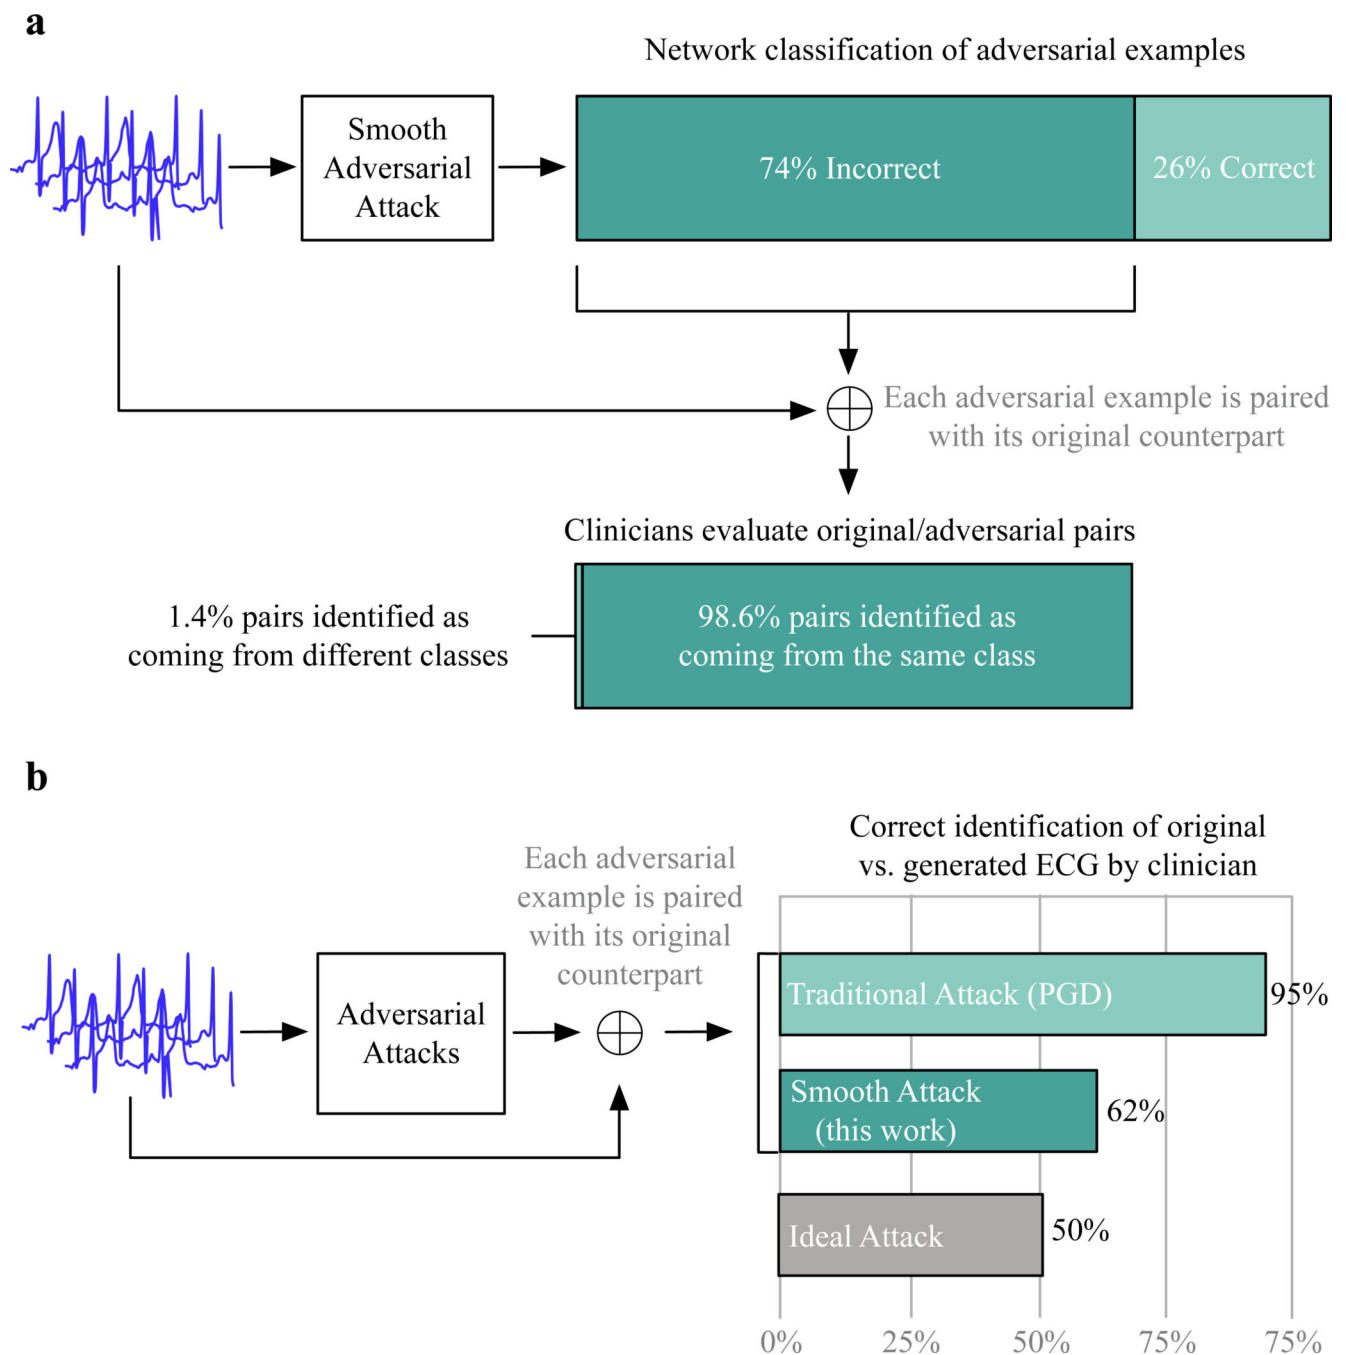 a
Network classification of adversarial examples
Smooth
Adversarial
Attack
74% Incorrect
26% Correct
Each adversarial example is paired
with its original counterpart
Clinicians evaluate original/adversarial pairs
1.4% pairs identified as
coming from different classes
98.6% pairs identified as
coming from the same class
b
Each adversarial
example is paired
with its original
counterpart
Correct identification of original
vs. generated ECG by clinician
Adversarial
Attacks
Traditional Attack (PGD)
95%
Smooth Attack
(this work)
62%
Ideal Attack
50%
0% 25% 50% 75% 75%